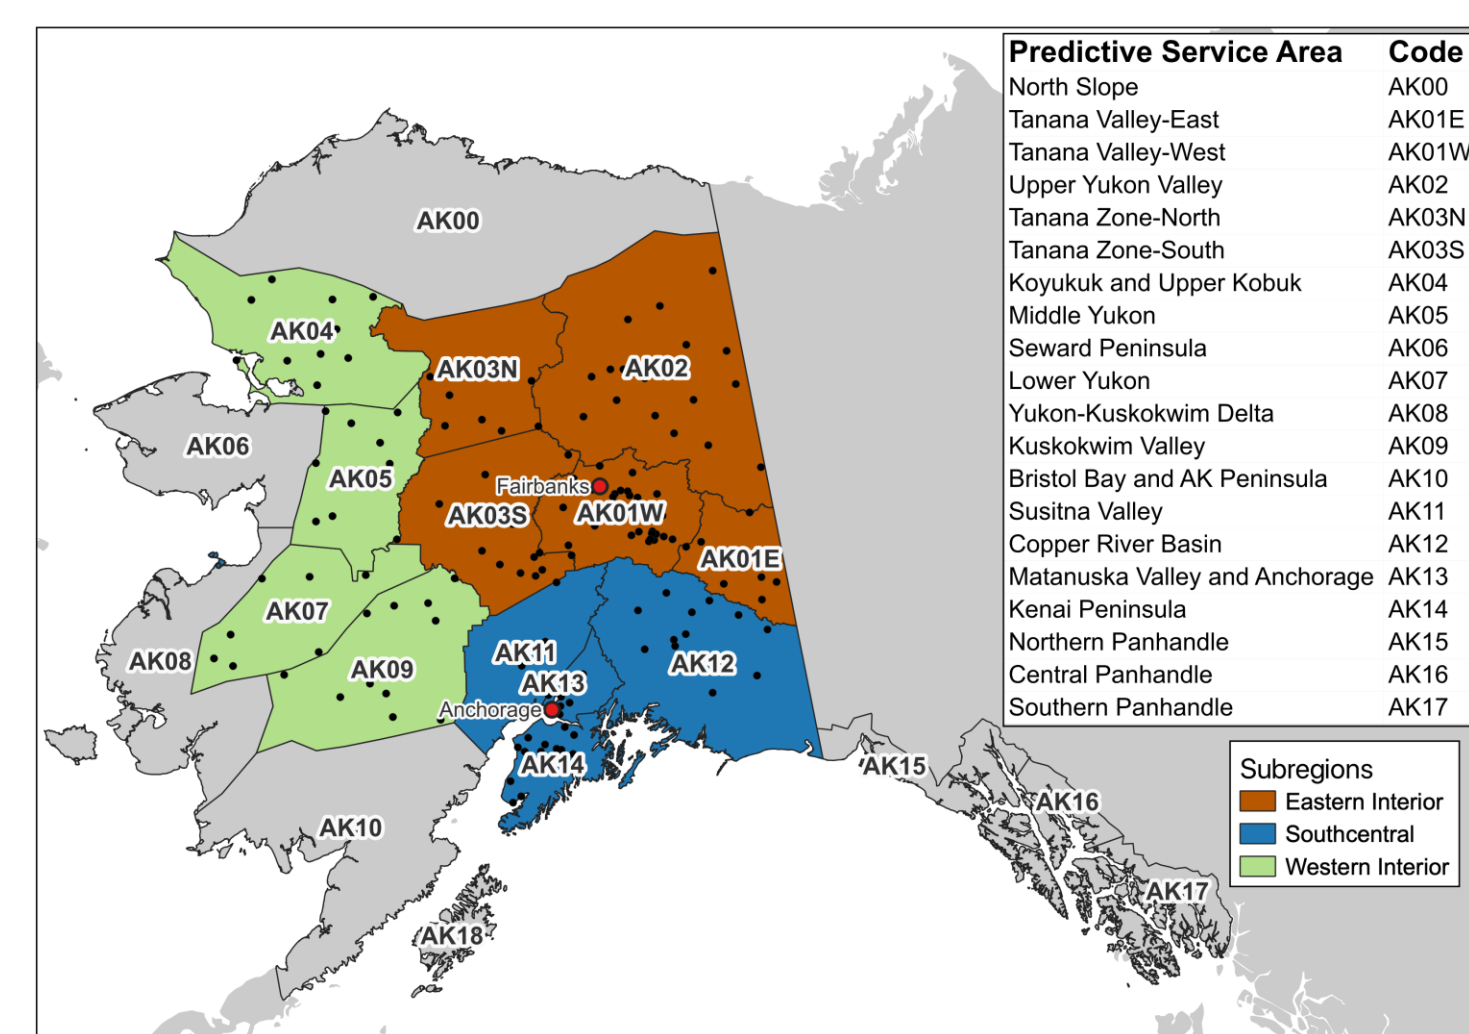 Predictive Service Area Code
North Slope AK00
Tanana Valley-East AK01E
Tanana Valley-West AK01W
Upper Yukon Valley AK02
Tanana Zone-North AK03N
Tanana Zone-South AK03S
Koyukuk and Upper Kobuk AK04
Middle Yukon AK05
Seward Peninsula AK06
Lower Yukon AK07
Yukon-Kuskokwim Delta AK08
Kuskokwim Valley AK09
Bristol Bay and AK Peninsula AK10
Susitna Valley AK11
Copper River Basin AK12
Matanuska Valley and Anchorage AK13
Kenai Peninsula AK14
Northern Panhandle AK15
Central Panhandle AK16
Southern Panhandle AK17
AK00
AK04
AK03N
AK02
AK06
AK05
Fairbanks
AK03S
AK01W
AK01E
AK07
AK08
AK09
AK11
AK12
AK13
Anchorage
AK14
AK15
AK16
AK10
AK17
AK18
Subregions
Eastern Interior
Southcentral
Western Interior